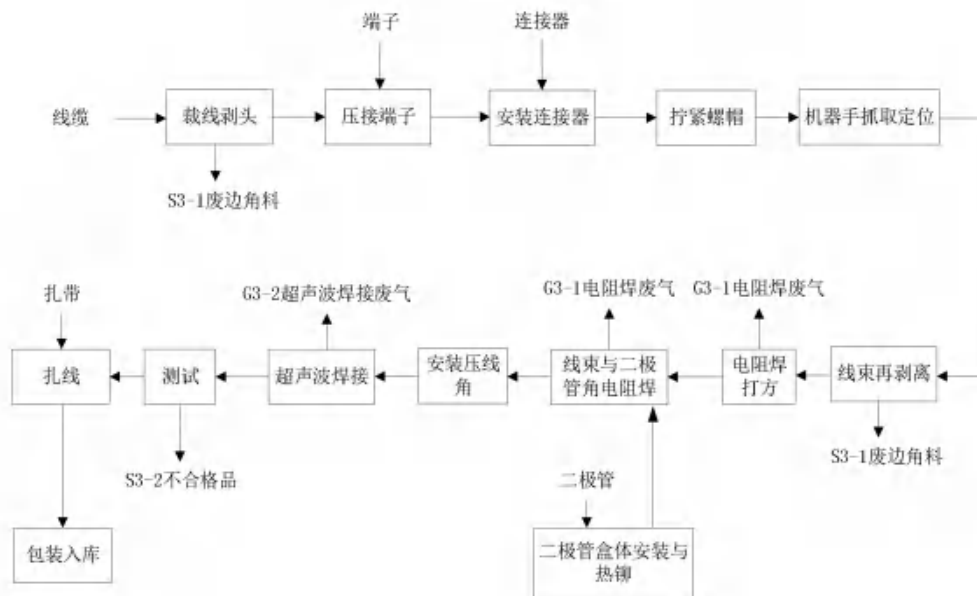 端子
连接器
线缆
裁线剥头
压接端子
安装连接器
拧紧螺帽
机器手抓取定位
S3-1废边角料
扎带
G3-2超声波焊接废气
G3-1电阻焊废气
G3-1电阻焊废气
扎线
测试
超声波焊接
安装压线
角
线束与二极
管角电阻焊
电阻焊
打方
线束再剥离
S3-2不合格品
二极管
S3-1废边角料
包装入库
二极管盒体安装与
热铆